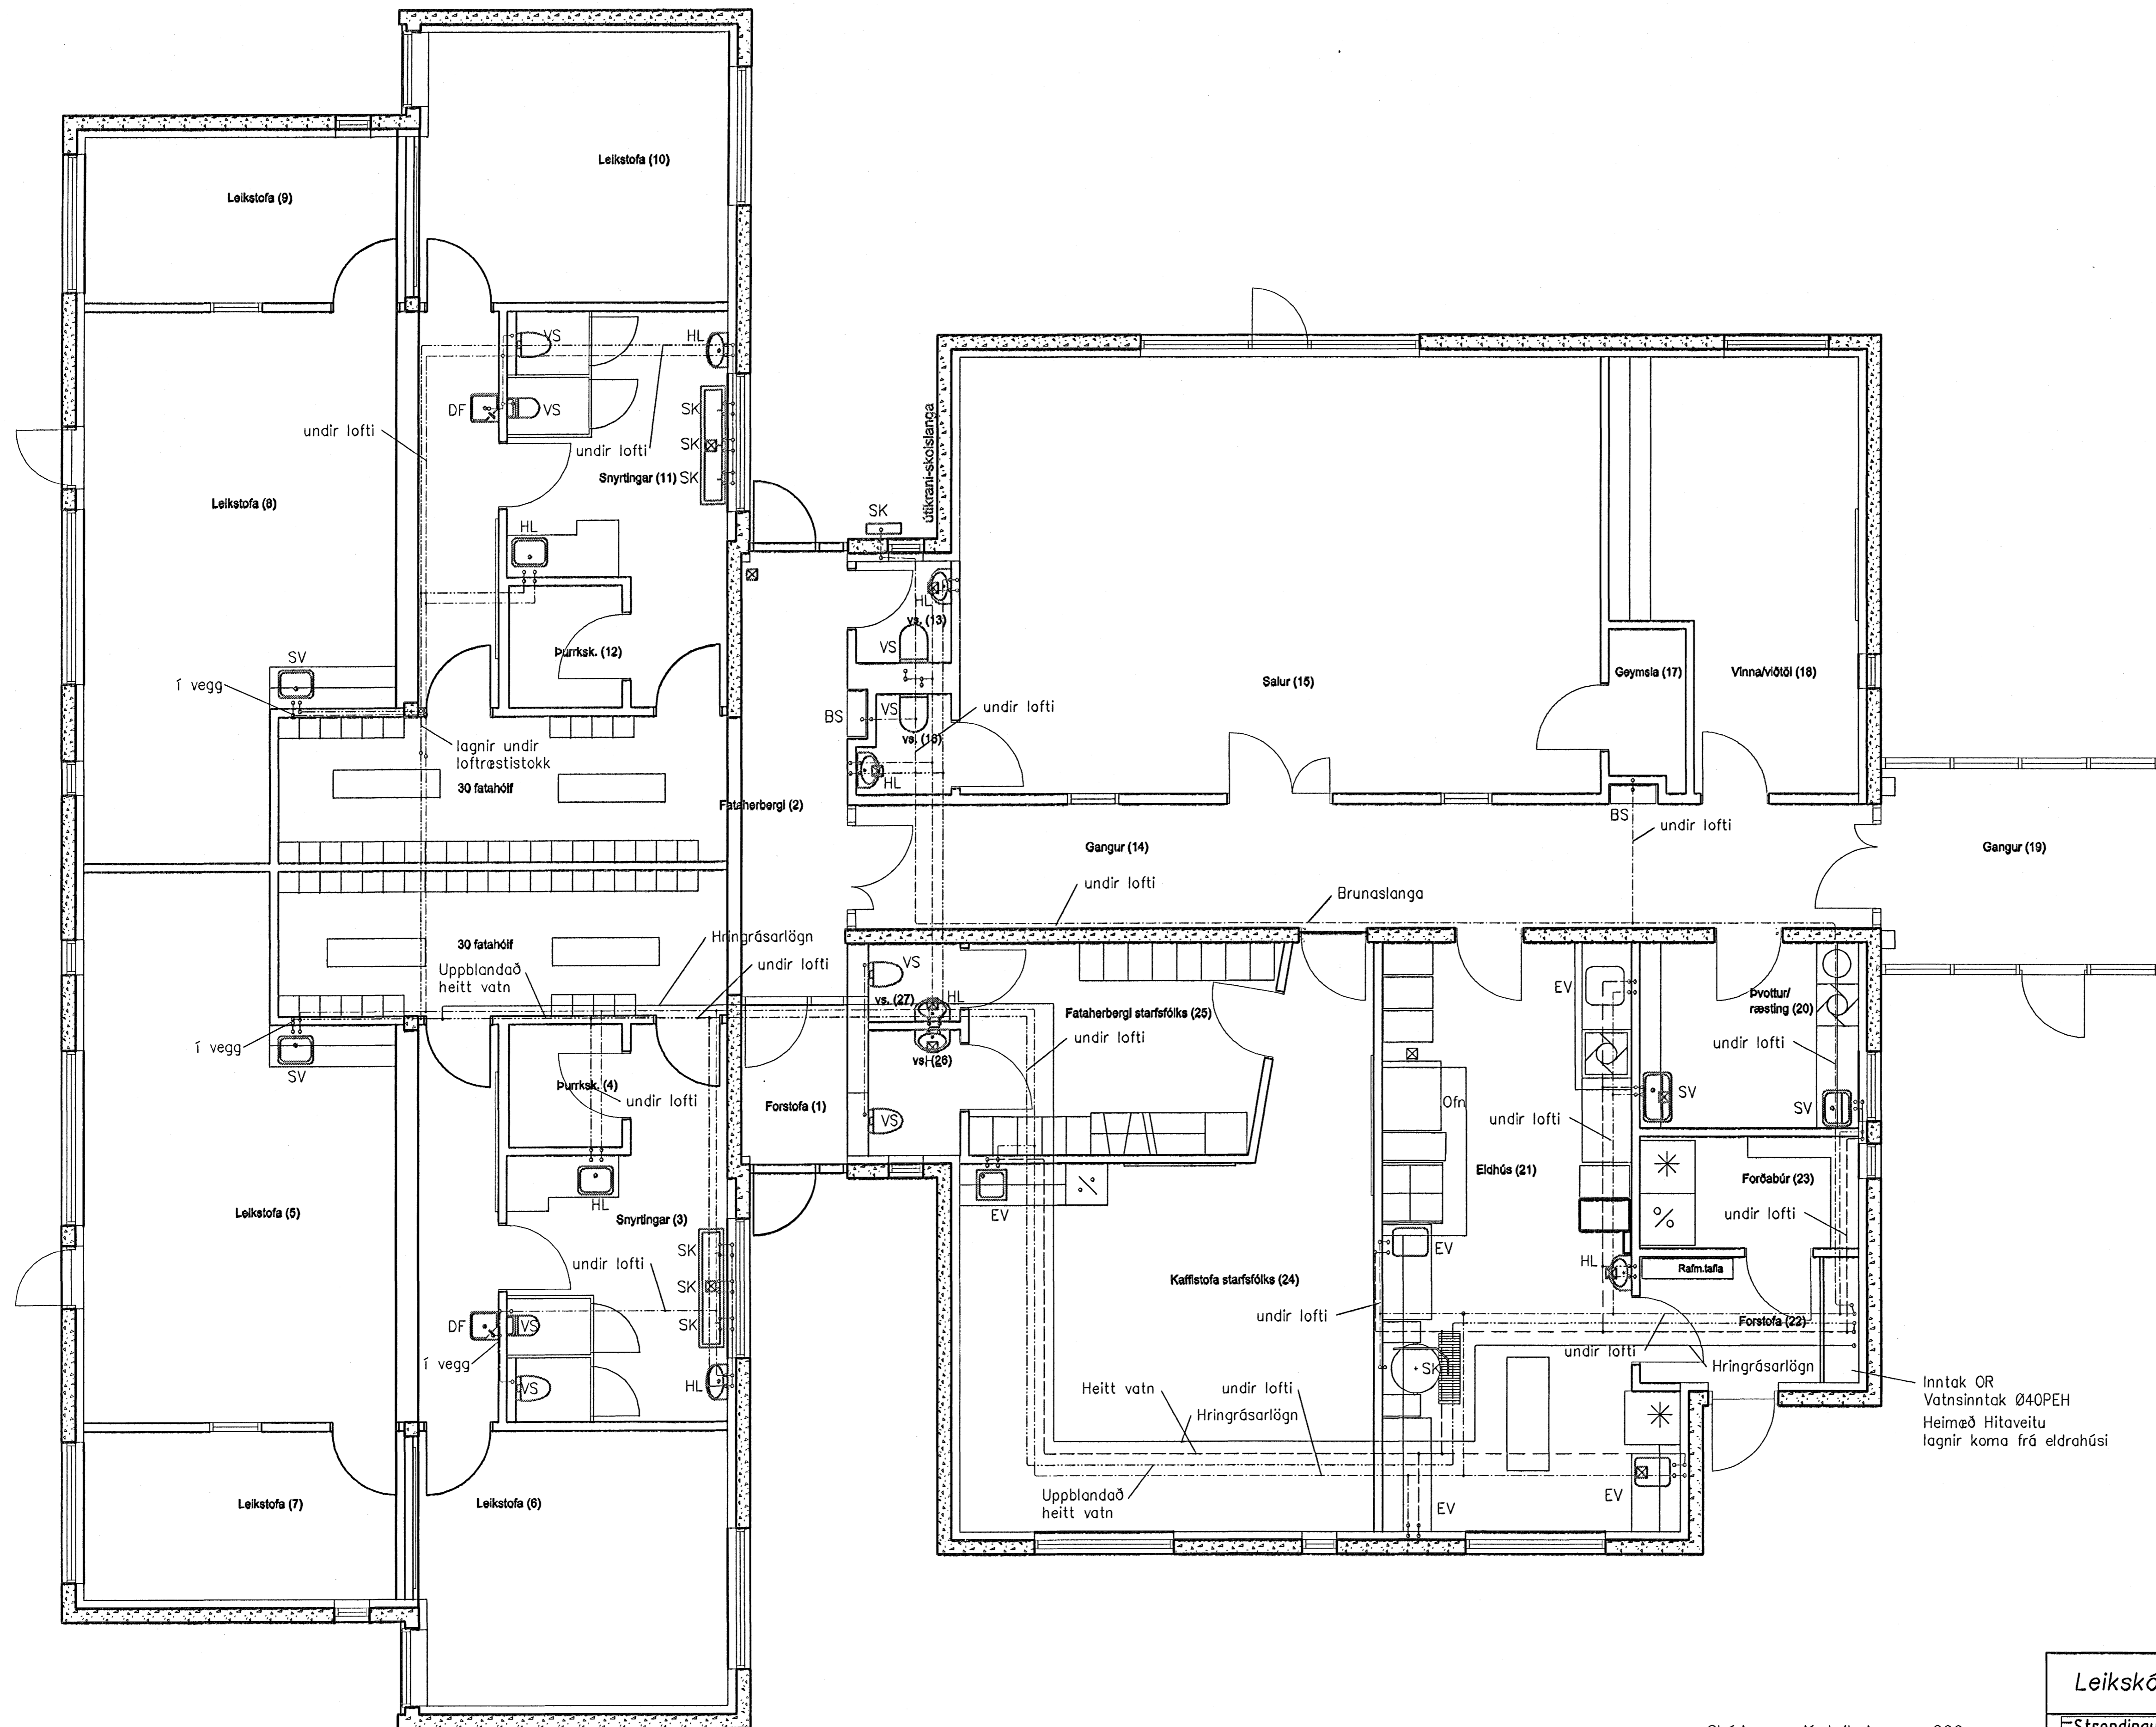 Leikstofa (10)
Leikstofa (9)
VS
HL
DF
VS
SK
undir lofti
SK
undir lofti
Leikstofa (8)
Snyrtingar (11)
SK
útikrani-skolslanga
SK
HL
HL
vs. (13)
VS
Þurrksk. (12)
SV
í vegg
Salur (15)
Geymsla (17)
Vinna/viðtöl (18)
undir lofti
BS
VS
vs. (16)
HL
lagnir undir
loftræstistokk
30 fatahólf
Fataherbergi (2)
BS
undir lofti
Gangur (14)
Gangur (19)
undir lofti
Brunaslanga
30 fatahólf
Hringrásarlögn
Uppblandað
heitt vatn
undir lofti
VS
vs. (27)
HL
Fataherbergi starfsfólks (25)
undir lofti
EV
Þvottur/
ræsting (20)
undir lofti
í vegg
SV
vs. (26)
HL
Þurrksk. (4)
undir lofti
Forstofa (1)
VS
Ofn
undir lofti
SV
SV
Eldhús (21)
Forðabúr (23)
undir lofti
HL
EV
Leikstofa (5)
Snyrtingar (3)
SK
undir lofti
SK
SK
EV
HL
Rafm.tafla
Kaffistofa starfsfólks (24)
undir lofti
DF
VS
Forstofa (22)
undir lofti
Hringrásarlögn
í vegg
VS
HL
SK
Heitt vatn
undir lofti
Hringrásarlögn
Inntak OR
Vatnsinntak Ø40PEH
Heimæð Hitaveitu
lagnir koma frá eldrahúsi
Leikstofa (7)
Leikstofa (6)
Uppblandað
heitt vatn
EV
EV